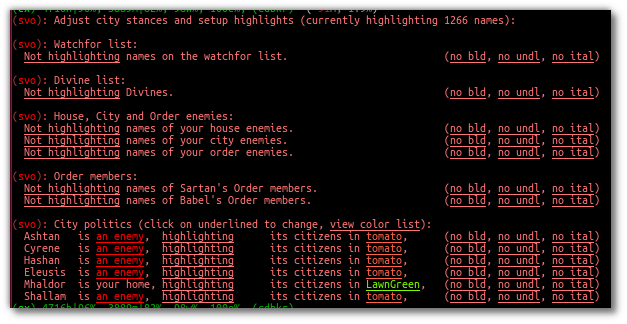 (svo): Adjust city stances and setup highlights (currently highlighting 1266 names):
(svo): Watchfor list:
Not highlighting names on the watchfor list. (no bld, no undl, no ital)
(svo): Divine list:
Not highlighting Divines. (no bld, no undl, no ital)
(svo): House, City and Order enemies:
Not highlighting names of your house enemies. (no bld, no undl, no ital)
Not highlighting names of your city enemies. (no bld, no undl, no ital)
Not highlighting names of your order enemies. (no bld, no undl, no ital)
(svo): Order members:
Not highlighting names of Sartan's Order members. (no bld, no undl, no ital)
Not highlighting names of Babel's Order members. (no bld, no undl, no ital)
(svo): City politics (click on underlined to change, view color list):
Ashtan is an enemy, highlighting its citizens in tomato, (no bld, no undl, no ital)
Cyrene is an enemy, highlighting its citizens in tomato, (no bld, no undl, no ital)
Hashan is an enemy, highlighting its citizens in tomato, (no bld, no undl, no ital)
Eleusis is an enemy, highlighting its citizens in tomato, (no bld, no undl, no ital)
Mhaldor is your home, highlighting its citizens in LawnGreen, (no bld, no undl, no ital)
Shallam is an enemy, highlighting its citizens in tomato, (no bld, no undl, no ital)